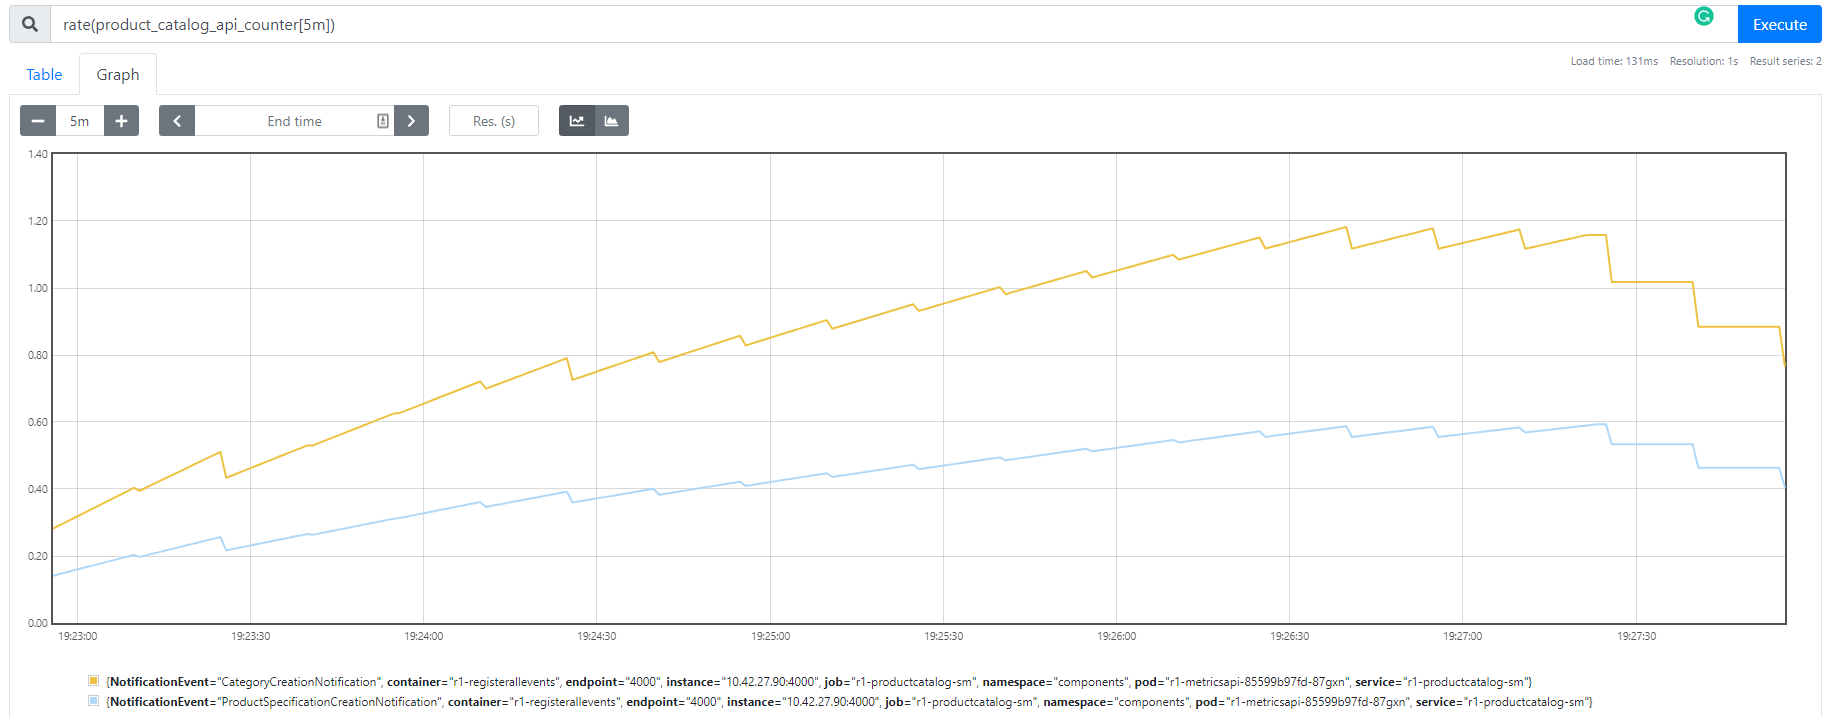 rate(product_catalog_api_counter[5m])
Execute
Load time: 131ms Resolution: 1s Result series: 2
Table Graph
5m End time Res. (s)
1.40
1.20
1.00
0.80
0.60
0.40
0.20
0.00
19:23:00 19:23:30 19:24:00 19:24:30 19:25:00 19:25:30 19:26:00 19:26:30 19:27:00 19:27:30
{NotificationEvent="CategoryCreationNotification", container="r1-registerallevents", endpoint="4000", instance="10.42.27.90:4000", job="r1-productcatalog-sm", namespace="components", pod="r1-metricsapi-85599b97fd-87gxn", service="r1-productcatalog-sm"}
{NotificationEvent="ProductSpecificationCreationNotification", container="r1-registerallevents", endpoint="4000", instance="10.42.27.90:4000", job="r1-productcatalog-sm", namespace="components", pod="r1-metricsapi-85599b97fd-87gxn", service="r1-productcatalog-sm"}